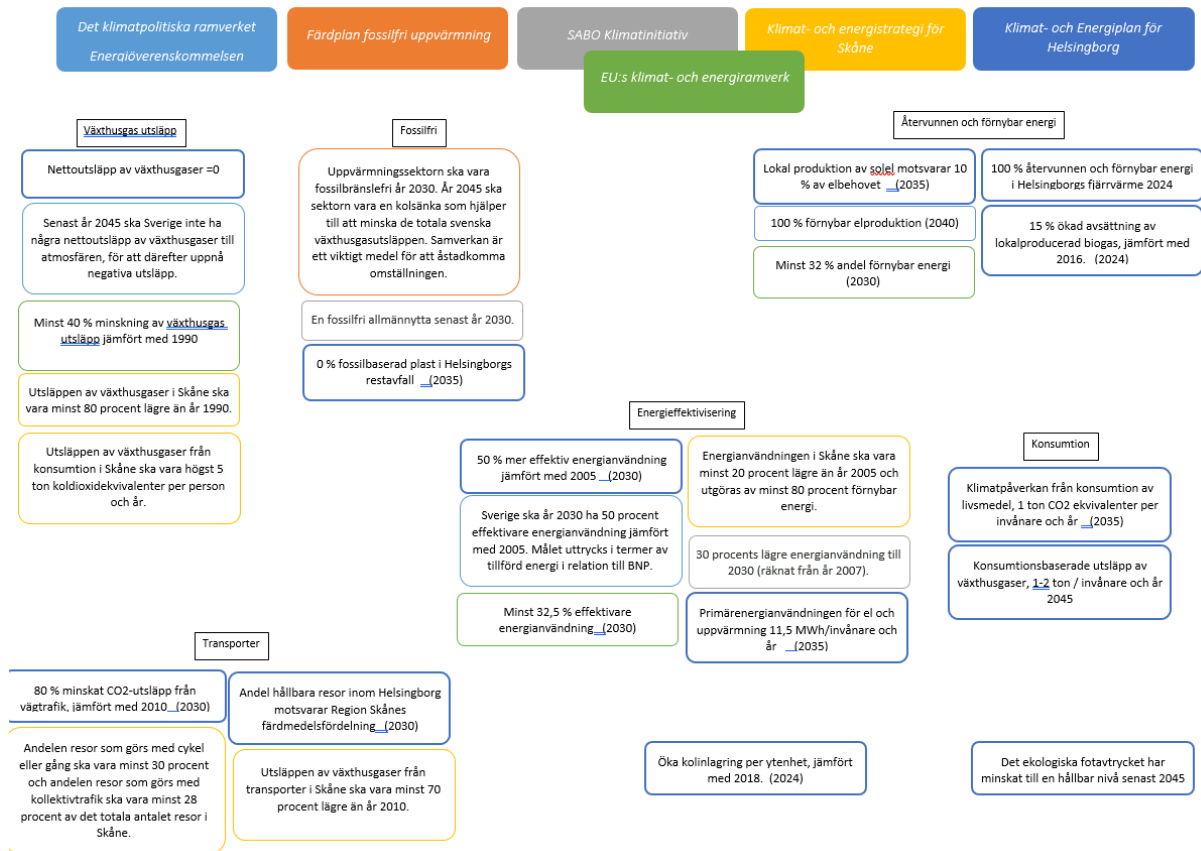 Det klimatpolitiska ramverket
Energiöverenskommelsen
Färdplan fossilfri uppvärmning
SABO Klimatinitiativ
Klimat- och energistrategi för
Skåne
Klimat- och Energiplan för
Helsingborg
EU:s klimat- och energiramverk
Växthusgas utsläpp
Nettoutsläpp av växthusgaser =0
Senast år 2045 ska Sverige inte ha
några nettoutsläpp av växthusgaser till
atmosfären, för att därefter uppnå
negativa utsläpp.
Minst 40 % minskning av växthusgas
utsläpp jämfört med 1990
Utsläppen av växthusgaser i Skåne ska
vara minst 80 procent lägre än år 1990.
Utsläppen av växthusgaser från
konsumtion i Skåne ska vara högst 5
ton koldioxidekvivalenter per person
och år.
Fossilfri
Uppvärmningssektorn ska vara
fossilbränslefri år 2030. År 2045 ska
sektorn vara en kolsänka som hjälper
till att minska de totala svenska
växthusgasutsläppen. Samverkan är
ett viktigt medel för att åstadkomma
omställningen.
En fossilfri allmännytta senast år 2030.
0 % fossilbaserad plast i Helsingborgs
restavfall (2035)
Återvunnen och förnybar energi
Lokal produktion av solel motsvarar 10
% av elbehovet (2035)
100 % förnybar elproduktion (2040)
Minst 32 % andel förnybar energi
(2030)
100 % återvunnen och förnybar energi
i Helsingborgs fjärrvärme 2024
15 % ökad avsättning av
lokalproducerad biogas, jämfört med
2016. (2024)
Energieffektivisering
50 % mer effektiv energianvändning
jämfört med 2005 (2030)
Sverige ska år 2030 ha 50 procent
effektivare energianvändning jämfört
med 2005. Målet uttrycks i termer av
tillförd energi i relation till BNP.
Minst 32,5 % effektivare
energianvändning (2030)
Energianvändningen i Skåne ska vara
minst 20 procent lägre än år 2005 och
utgöras av minst 80 procent förnybar
energi.
30 procents lägre energianvändning till
2030 (räknat från år 2007).
Primärenergianvändningen för el och
uppvärmning 11,5 MWh/invånare och
år (2035)
Konsumtion
Klimatpåverkan från konsumtion av
livsmedel, 1 ton CO2 ekvivalenter per
invånare och år (2035)
Konsumtionsbaserade utsläpp av
växthusgaser, 1-2 ton / invånare och år
2045
Transporter
80 % minskat CO2-utsläpp från
vägtrafik, jämfört med 2010 (2030)
Andelen resor som görs med cykel
eller gång ska vara minst 30 procent
och andelen resor som görs med
kollektivtrafik ska vara minst 28
procent av det totala antalet resor i
Skåne.
Andel hållbara resor inom Helsingborg
motsvarar Region Skånes
färdmedelsfördelning (2030)
Utsläppen av växthusgaser från
transporter i Skåne ska vara minst 70
procent lägre än år 2010.
Öka kolinlagring per ytenhet, jämfört
med 2018. (2024)
Det ekologiska fotavtrycket har
minskat till en hållbar nivå senast 2045